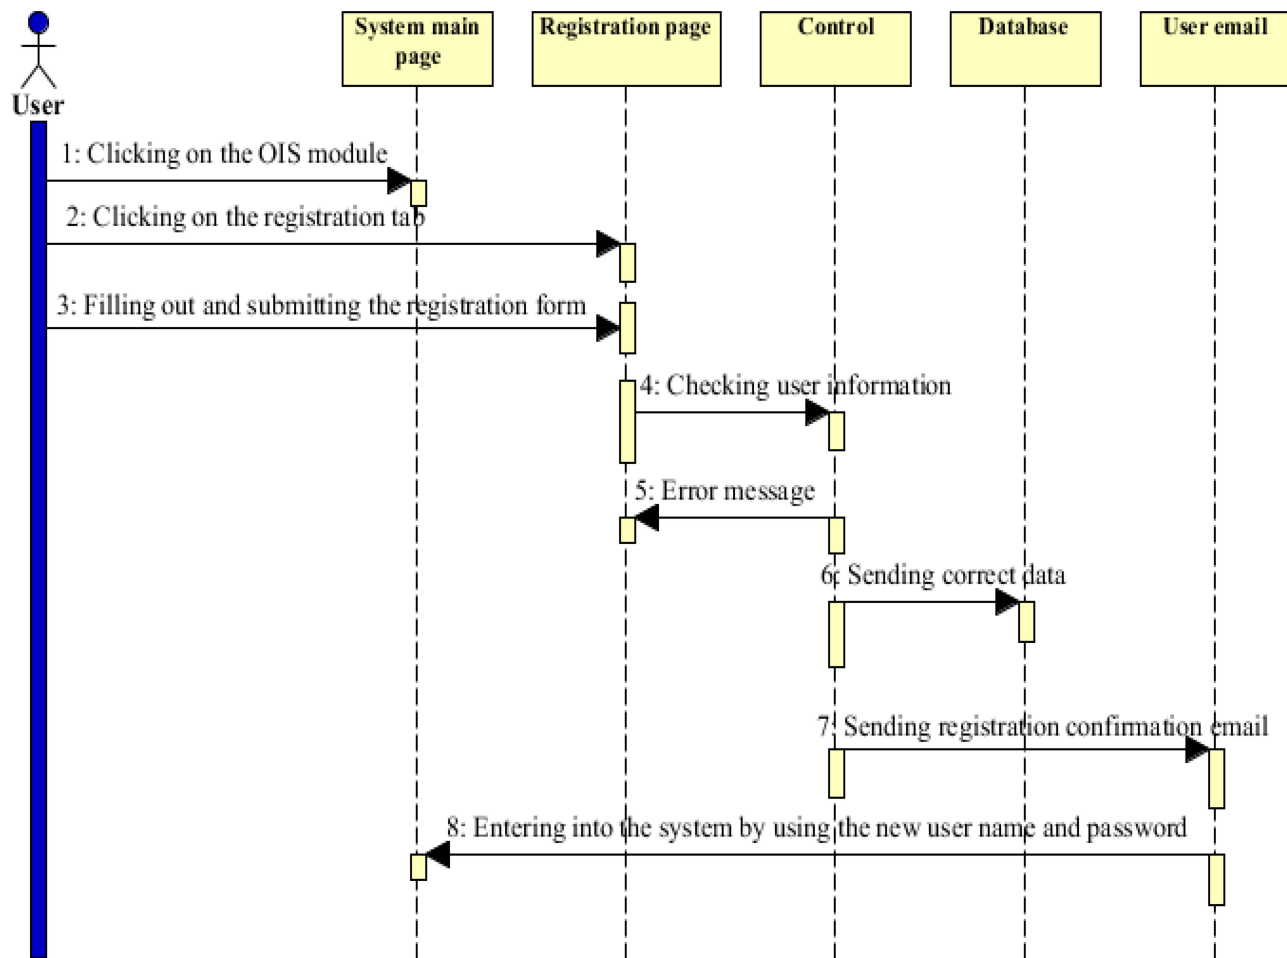 System main
page
Registration page
Control
Database
User email
User
1: Clicking on the OIS module
2: Clicking on the registration tab
3: Filling out and submitting the registration form
4: Checking user information
5: Error message
6: Sending correct data
7: Sending registration confirmation email
8: Entering into the system by using the new user name and password